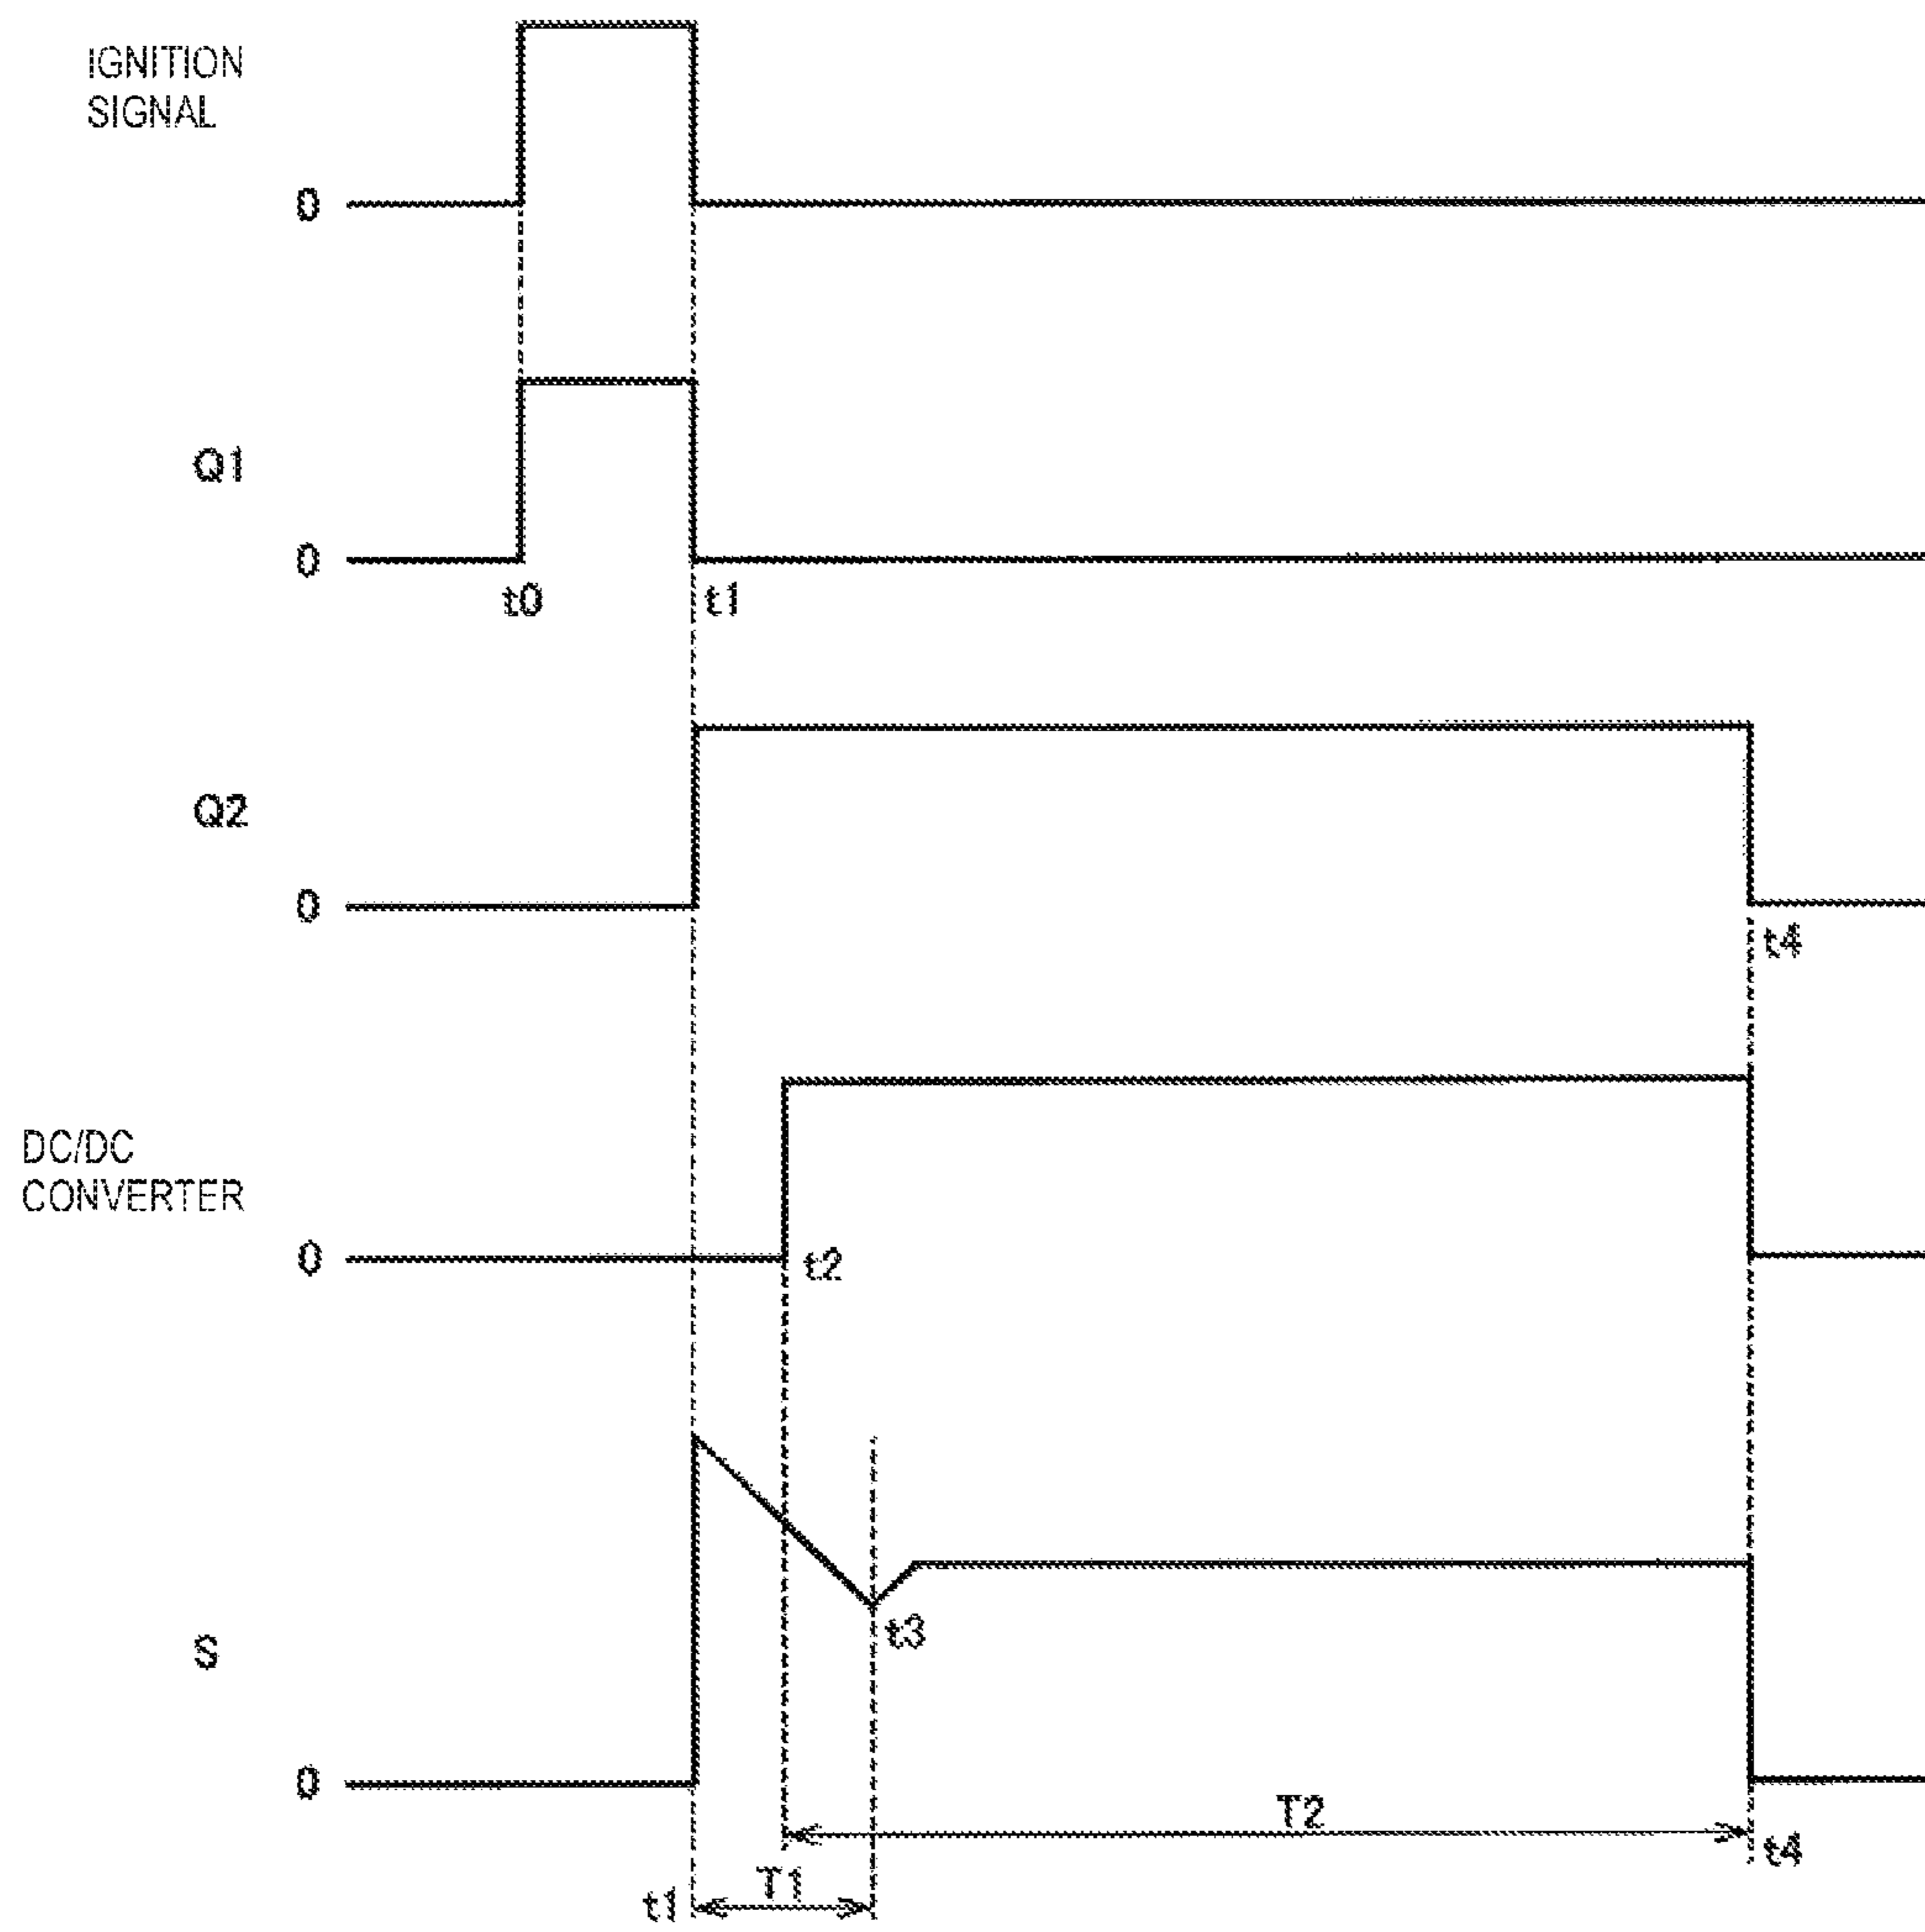 IGNITION
SIGNAL
0
Q1
0
t0
t1
Q2
0
t4
DC/DC
CONVERTER
0
t2
t3
S
0
T2
t4
T1
t1